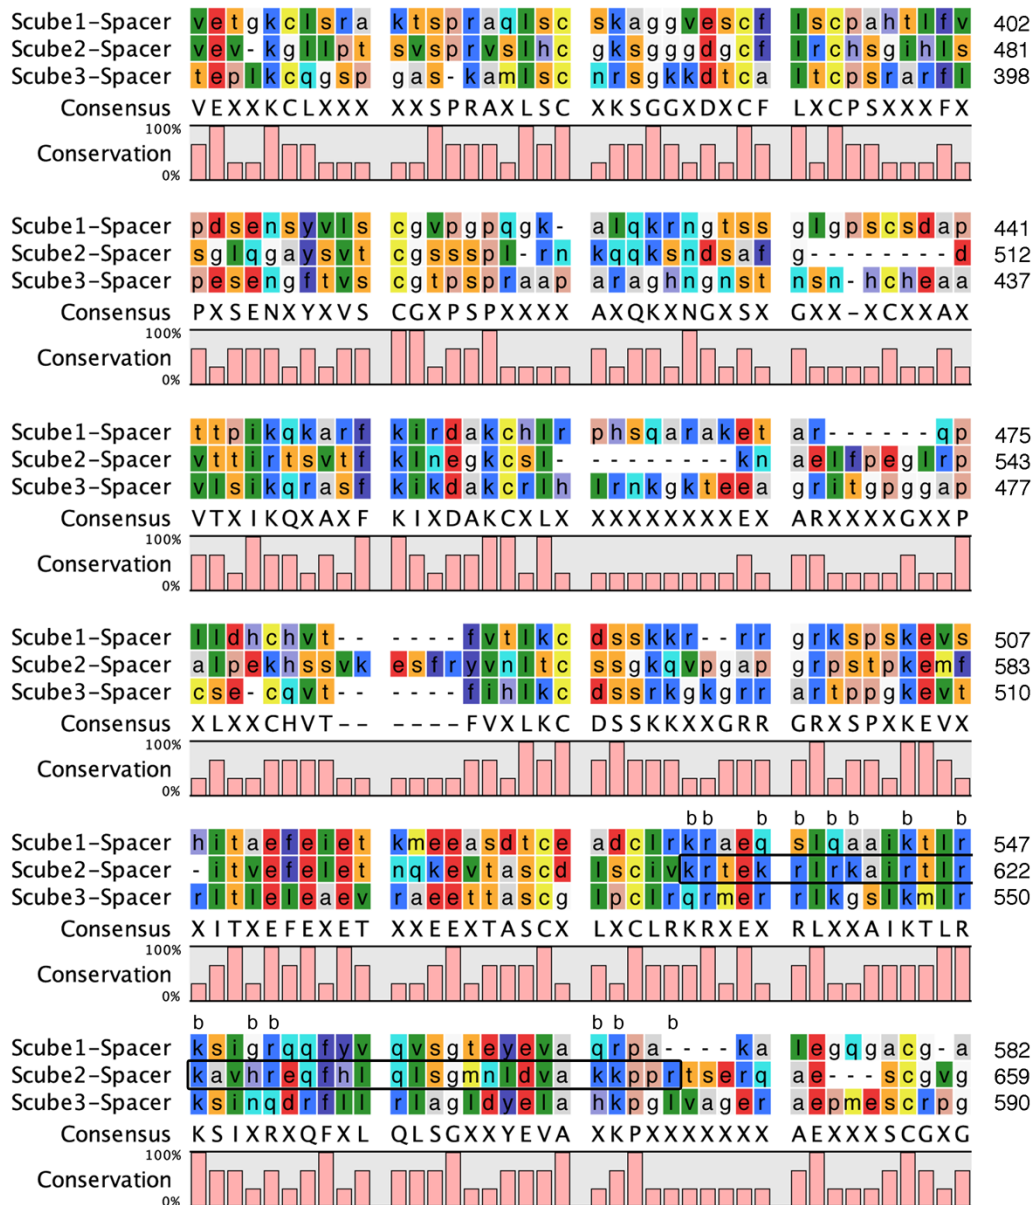 Scube1-Spacer vetgkclsra ktspraqlsc skaggvescf lscpahtlfv 402
Scube2-Spacer vev-kgllpt svsprvslhc gksgggdgcf lrchsgihls 481
Scube3-Spacer teplkcqgsp gas-kamlsc nrsgkkdtca ltcpsrarfl 398
Consensus VEXXKCLXXX XXSPRAXLSC XKSGGXDXCF LXCPSXXXFX
100%
Conservation
0%
Scube1-Spacer pdsensyvls cgvpgpqgk- alqkrngtss glgpscsdap 441
Scube2-Spacer sglqgaysvt cgssspl-rn kqqksndsaf g--------d 512
Scube3-Spacer pesengftvs cgtpspraap araghngnst nsn-hcheaa 437
Consensus PXSENXYXVS CGXPSPXXXX AXQKXNGXSX GXX-XCXXAX
100%
Conservation
0%
Scube1-Spacer ttpikqkarf kirdakchlr phsqaraket ar------qp 475
Scube2-Spacer vttirtsvtf klnegkcsl- --------kn aelfpeglrp 543
Scube3-Spacer vlsikqrasf kikdakcrlh lrnkgkteea gritgpggap 477
Consensus VTXIKQXAXF KIXDAKCXLX XXXXXXXXEX ARXXXXGXXP
100%
Conservation
0%
Scube1-Spacer lldhchvt-- ----fvtlkc dsskkr--rr grkspskevs 507
Scube2-Spacer alpekhssvk esfryvnltc ssgkqvpgap grpstpkemf 583
Scube3-Spacer cse-cqvt-- ----fihlkc dssrkgkgrr artppgkevt 510
Consensus XLXXCHVT-- ----FVXLKC DSSKKXXGRR GRXSPXKEVX
100%
Conservation
0%
b b b b b b b b
Scube1-Spacer hitaefeiet kmeeasdtce adclrkraeq slqaaiktlr 547
Scube2-Spacer -itvefelet nqkevtascd lscivkrtek rlrkairtlr 622
Scube3-Spacer rltleleaev raeettascg lpclrqrmer rlkgslkmlr 550
Consensus XITXEFEXET XXEEXTASCX LXCLRKRXEX RLXXAIKTLR
100%
Conservation
0%
b b b b b b
Scube1-Spacer ksigrqqfyv qvsgteyeva qrpa----ka legqgacg-a 582
Scube2-Spacer kavhreqfhl qlsgmnldva kkpprtserq ae---scgvg 659
Scube3-Spacer ksinqdrfll rlagldyela hkpglvager aepmescrpg 590
Consensus KSIXRXQFXL QLSGXXYEVA XKPXXXXXXX AEXXXSCGXG
100%
Conservation
0%